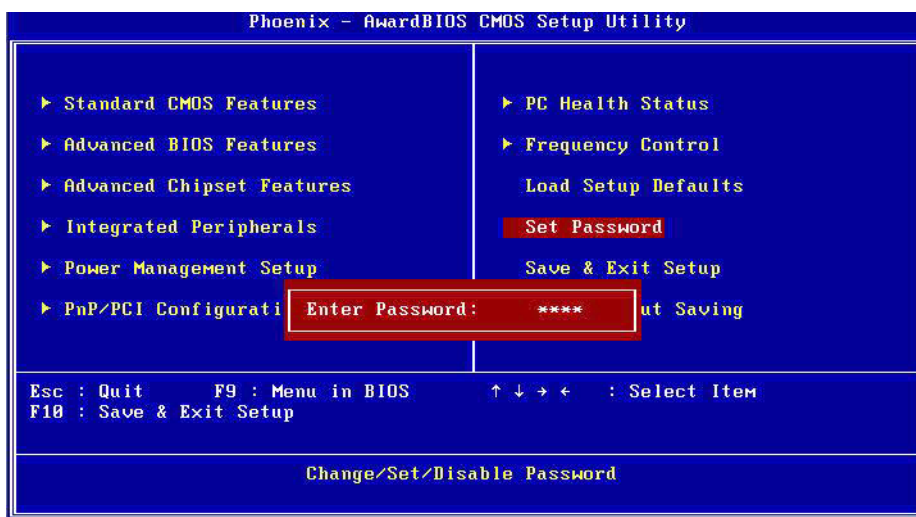 Phoenix - AwardBIOS CMOS Setup Utility
Standard CMOS Features
Advanced BIOS Features
Advanced Chipset Features
Integrated Peripherals
Power Management Setup
PnP/PCI Configurati
PC Health Status
Frequency Control
Load Setup Defaults
Set Password
Save & Exit Setup
ut Saving
Enter Password: ****
Esc : Quit F9 : Menu in BIOS ↑ ↓ → ← : Select Item
F10 : Save & Exit Setup
Change/Set/Disable Password